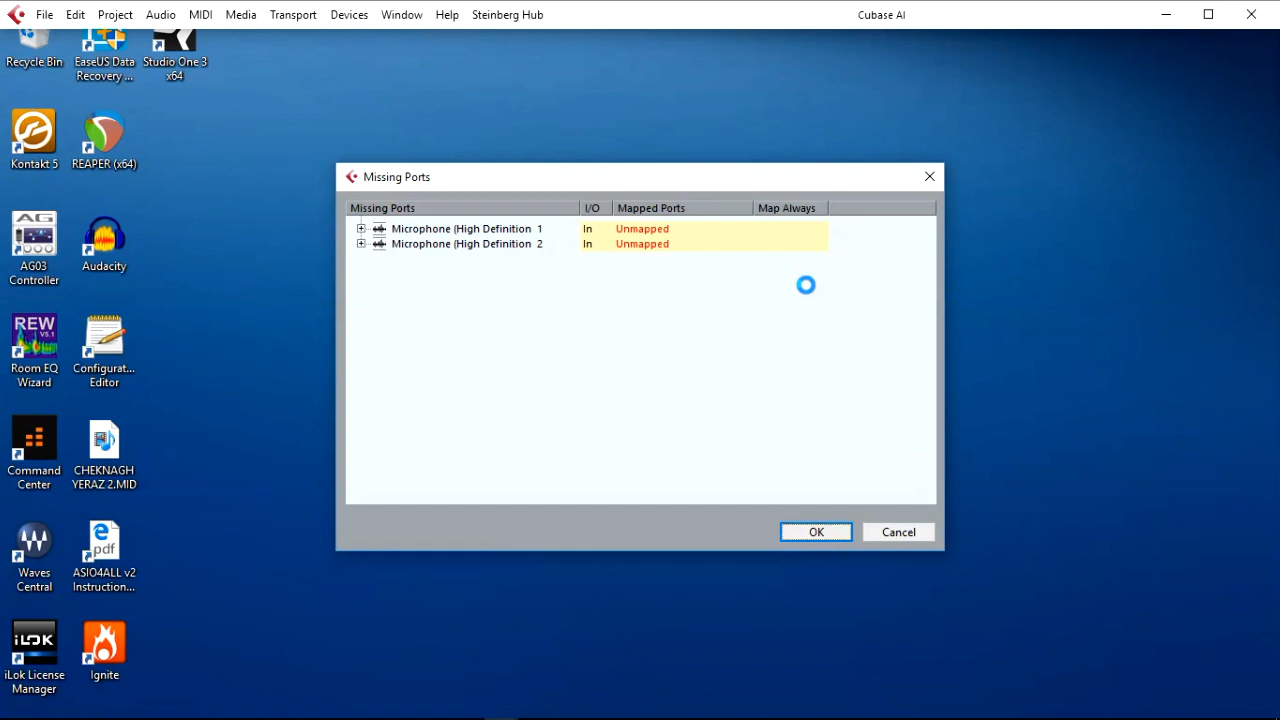 File Edit Project Audio MIDI Media Transport Devices Window Help Steinberg Hub Cubase AI
Recycle Bin
EaseUS Data
Recovery ...
Studio One 3
x64
Kontakt 5
REAPER (x64)
AG
AG03
Controller
Audacity
REW
V5.1
Room EQ
Wizard
Configurat...
Editor
Command
Center
CHEKNAGH
YERAZ 2.MID
Waves
Central
pdf
ASIO4ALL v2
Instruction...
iLOK
iLok License
Manager
Ignite
Missing Ports
Missing Ports I/O Mapped Ports Map Always
Microphone (High Definition 1 In Unmapped
Microphone (High Definition 2 In Unmapped
OK Cancel